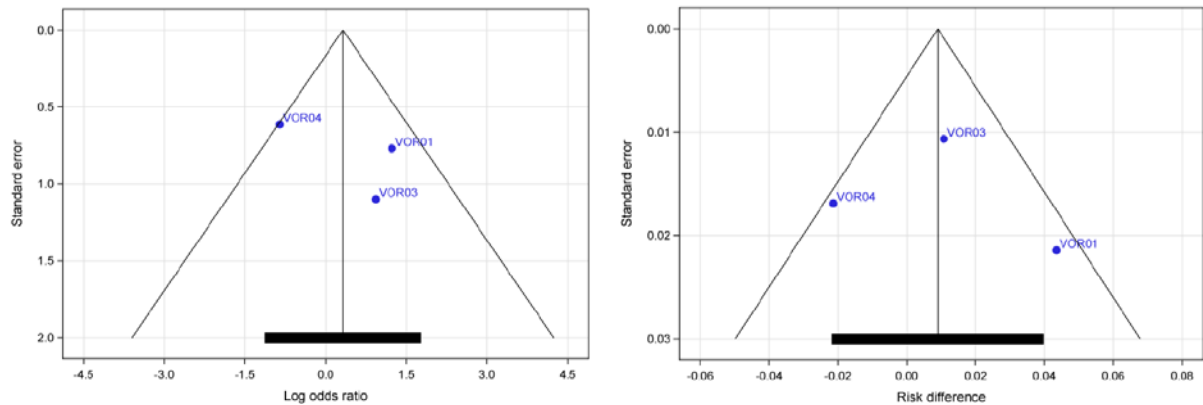 0.0
0.5
1.0
1.5
2.0
Standard error
VOR04
VOR01
VOR03
-4.5 -3.0 -1.5 0.0 1.5 3.0 4.5
Log odds ratio
0.00
0.01
0.02
0.03
Standard error
VOR03
VOR04
VOR01
-0.06 -0.04 -0.02 0.00 0.02 0.04 0.06 0.08
Risk difference